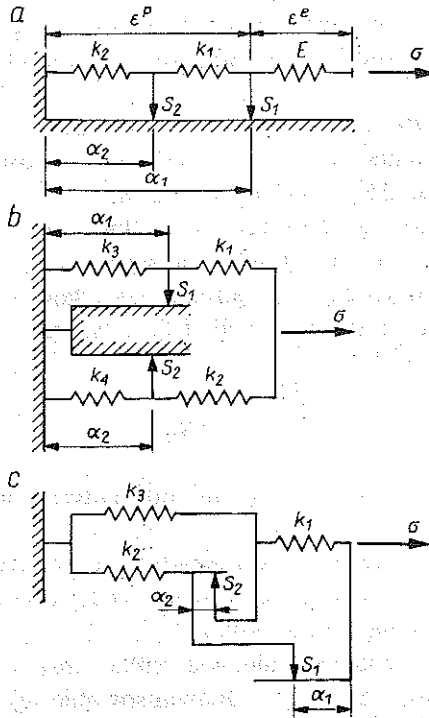 a
ε^p ε^e
k₂ k₁ E σ
S₂ S₁
α₂
α₁
b
α₁
k₃ k₁
S₁
σ
S₂
k₄ k₂
α₂
c
k₃ k₁ σ
k₂
S₂
α₂
S₁
α₁